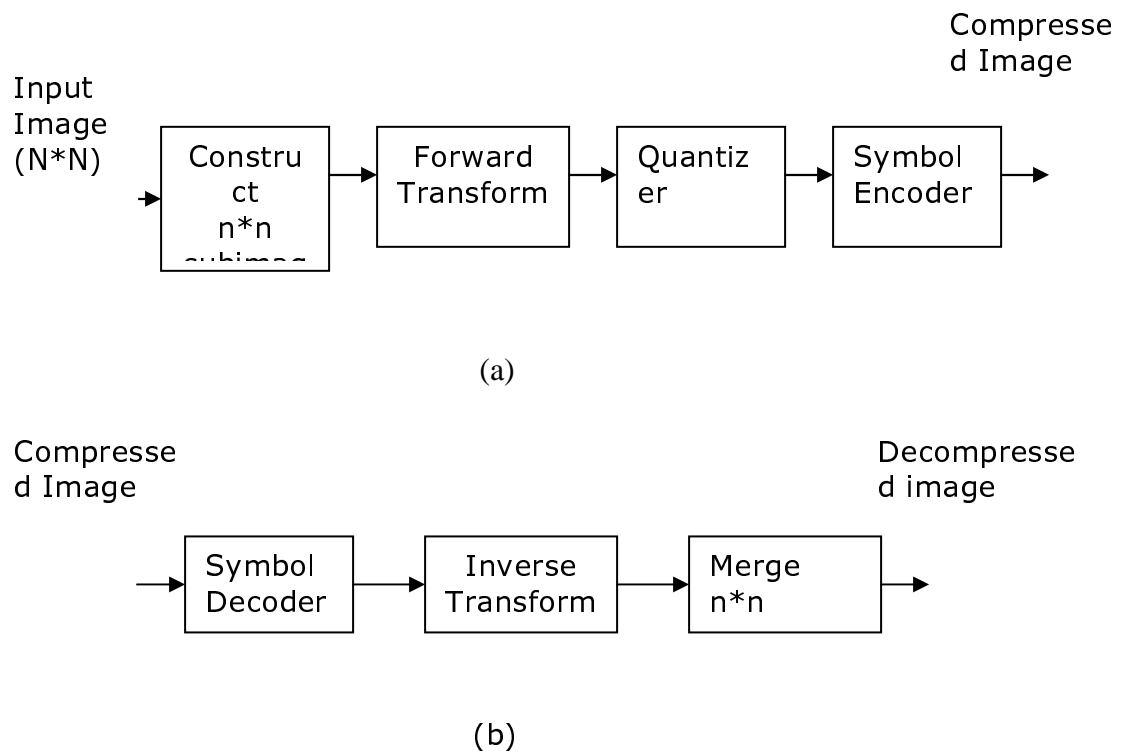 Compresse
d Image
Input
Image
(N*N)
Constru
ct
n*n
Forward
Transform
Quantiz
er
Symbol
Encoder
(a)
Compresse
d Image
Decompresse
d image
Symbol
Decoder
Inverse
Transform
Merge
n*n
(b)